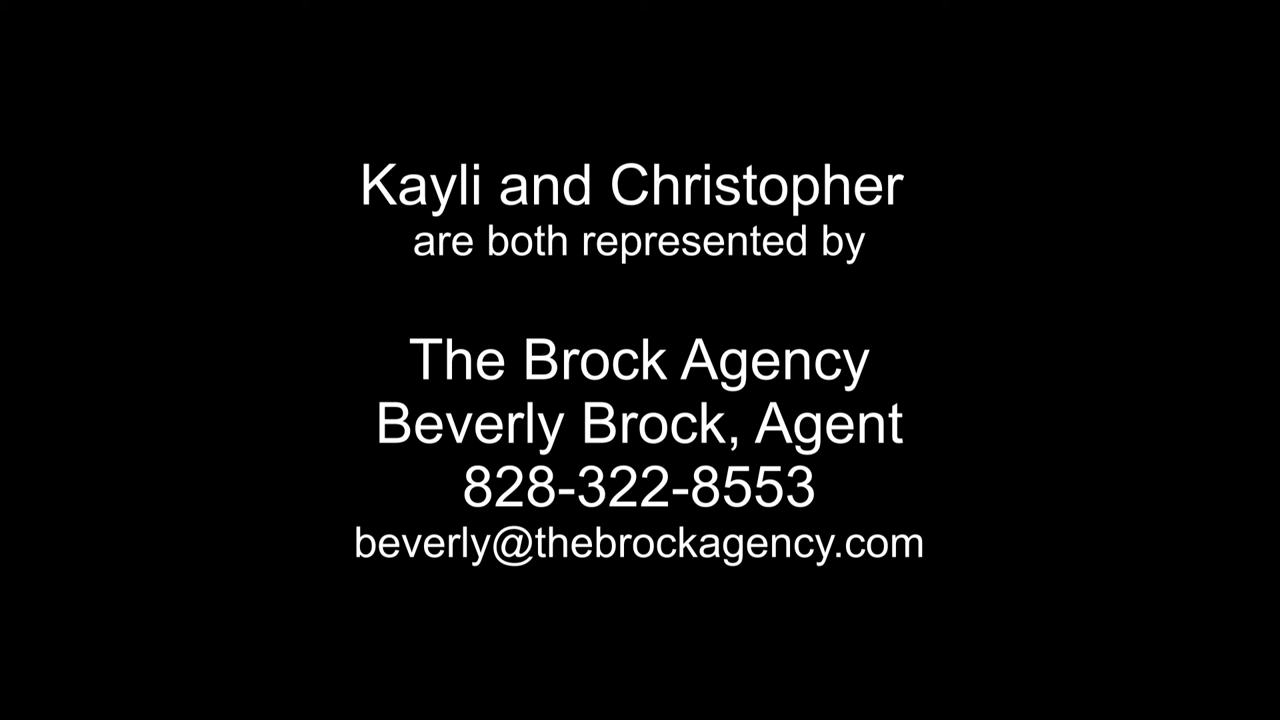 Kayli and Christopher
are both represented by
The Brock Agency
Beverly Brock, Agent
828-322-8553
beverly@thebrockagency.com